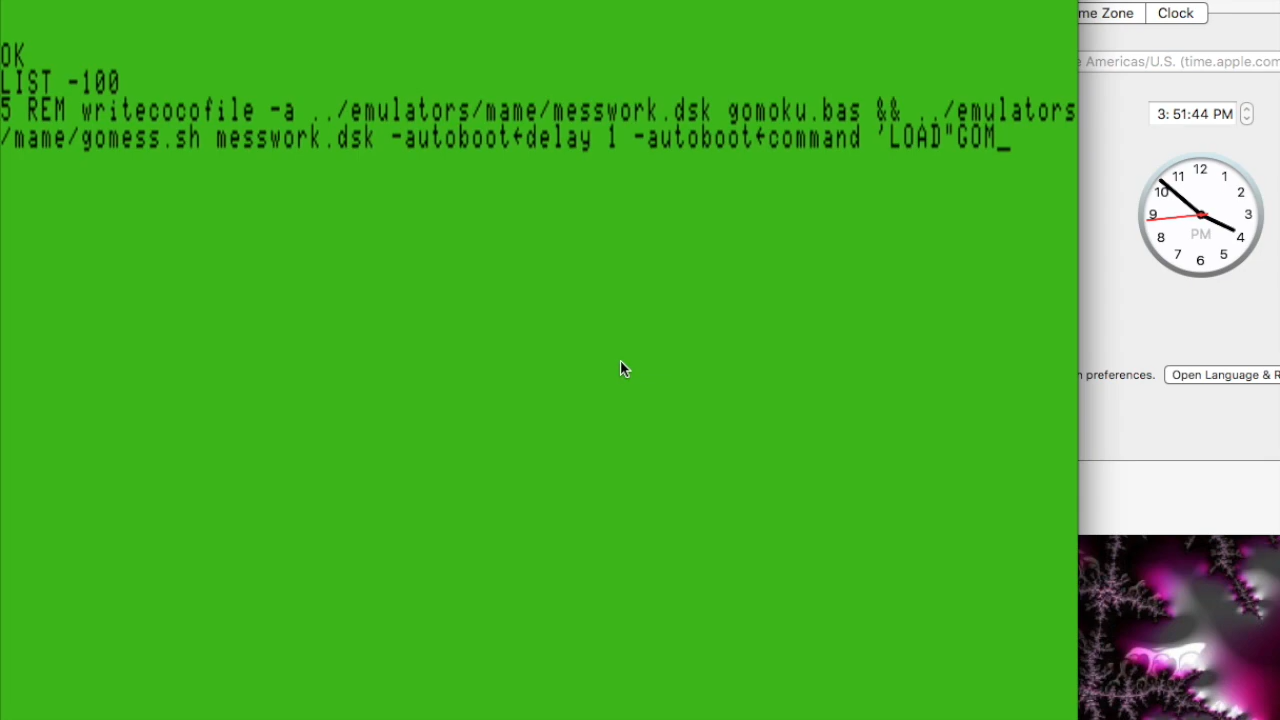 OK
LIST -100
5 REM writecocofile -a ../emulators/mame/messwork.dsk gomoku.bas && ../emulators
/mame/gomess.sh messwork.dsk -autoboot←delay 1 -autoboot←command 'LOAD"GOM_
me Zone Clock
Americas/U.S. (time.apple.com
3:51:44 PM
12
11 1
10 2
9 3
PM
8 4
7 5
6
preferences. Open Language & R